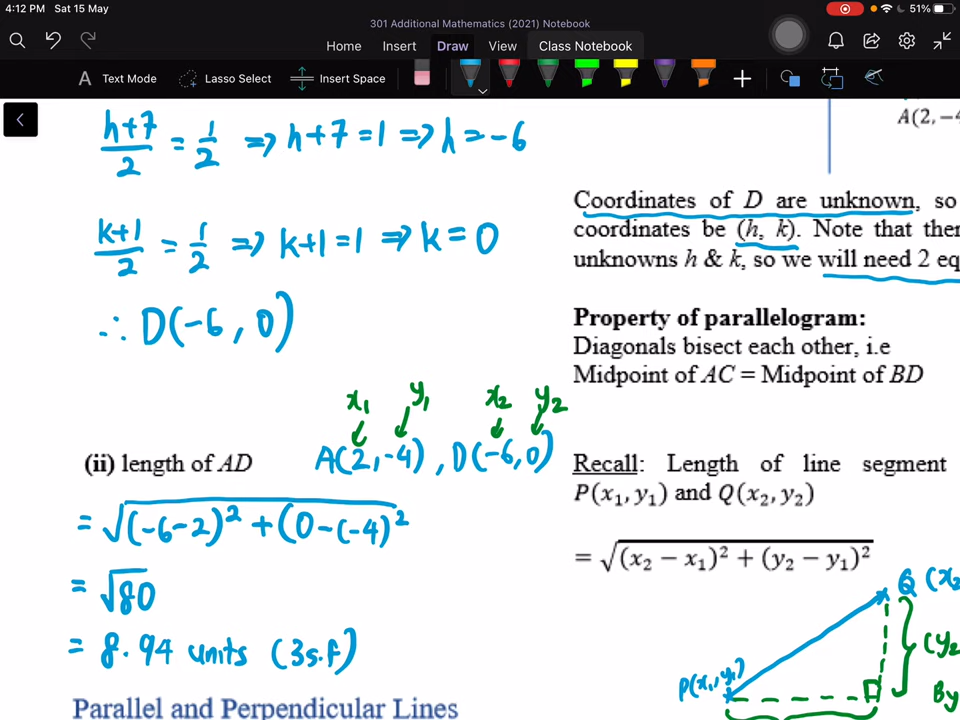 4:12 PM Sat 15 May
301 Additional Mathematics (2021) Notebook
51%
Home Insert Draw View Class Notebook
Text Mode Lasso Select Insert Space
(h+7)/2 = 1/2 ⇒ h+7 = 1 ⇒ h = -6
A(2, -4
Coordinates of D are unknown, so
coordinates be (h, k). Note that ther
unknowns h & k, so we will need 2 eq
(k+1)/2 = 1/2 ⇒ k+1 = 1 ⇒ k = 0
∴ D(-6, 0)
Property of parallelogram:
Diagonals bisect each other, i.e
Midpoint of AC = Midpoint of BD
x₁ y₁ x₂ y₂
(ii) length of AD A(2, -4), D(-6, 0)
Recall: Length of line segment
P(x₁, y₁) and Q(x₂, y₂)
= √((-6-2)² + (0-(-4)²
= √((x₂ − x₁)² + (y₂ − y₁)²)
= √80
Q (x₂
= 8.94 units (3s.f)
(y₂
P(x₁, y₁)
By
Parallel and Perpendicular Lines